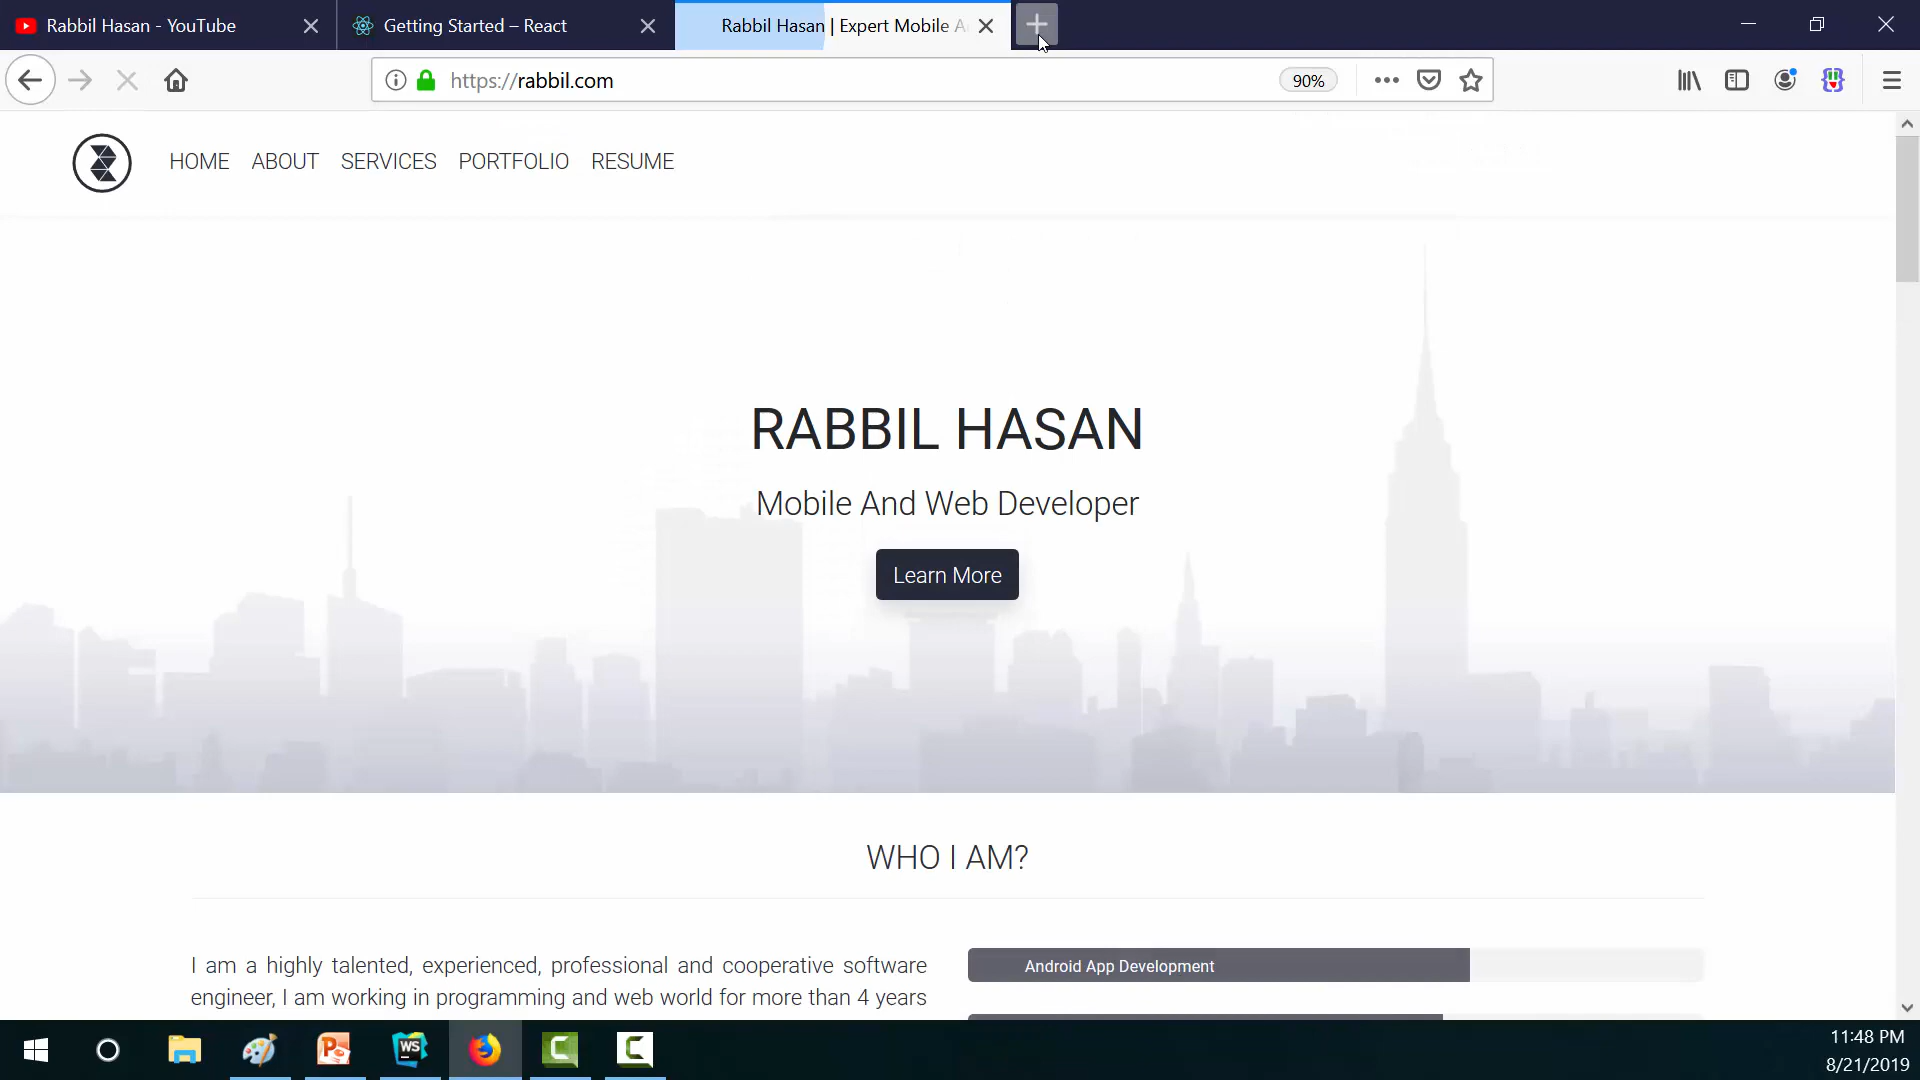 Rabbil Hasan - YouTube
Getting Started – React
Rabbil Hasan | Expert Mobile A
https://rabbil.com
90%
HOME ABOUT SERVICES PORTFOLIO RESUME
RABBIL HASAN
Mobile And Web Developer
Learn More
WHO I AM?
I am a highly talented, experienced, professional and cooperative software
engineer, I am working in programming and web world for more than 4 years
Android App Development
WS
11:48 PM
8/21/2019